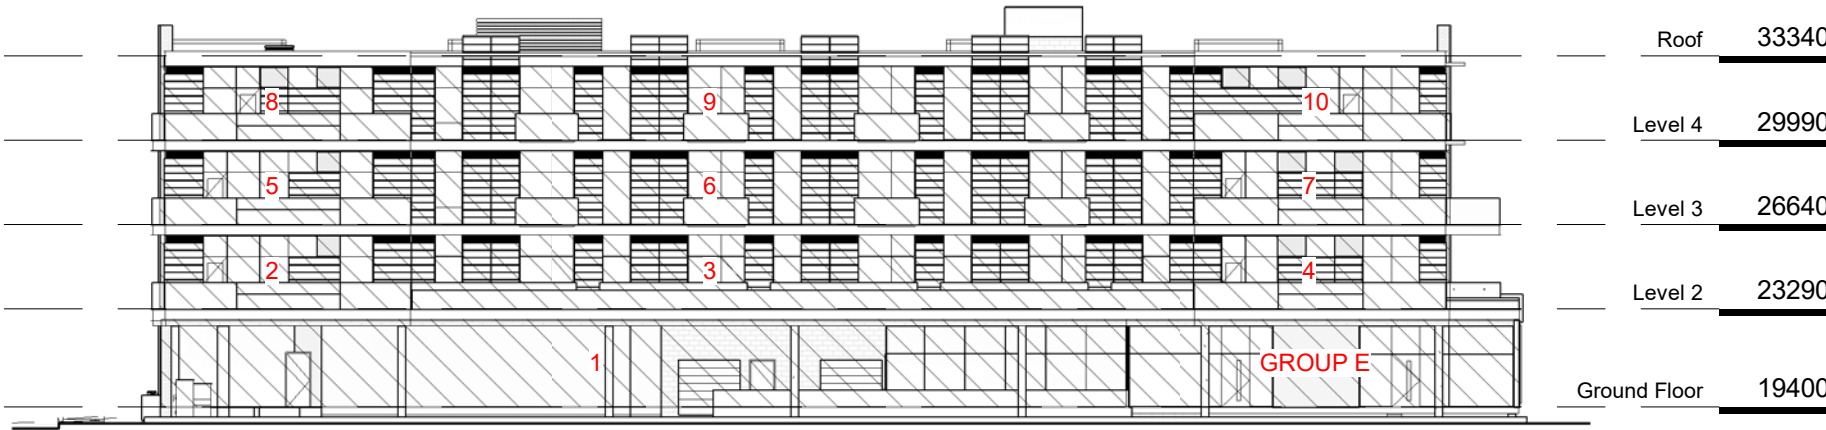 Roof 33340
8 9 10
Level 4 29990
5 6 7
Level 3 26640
2 3 4
Level 2 23290
1 GROUP E
Ground Floor 19400